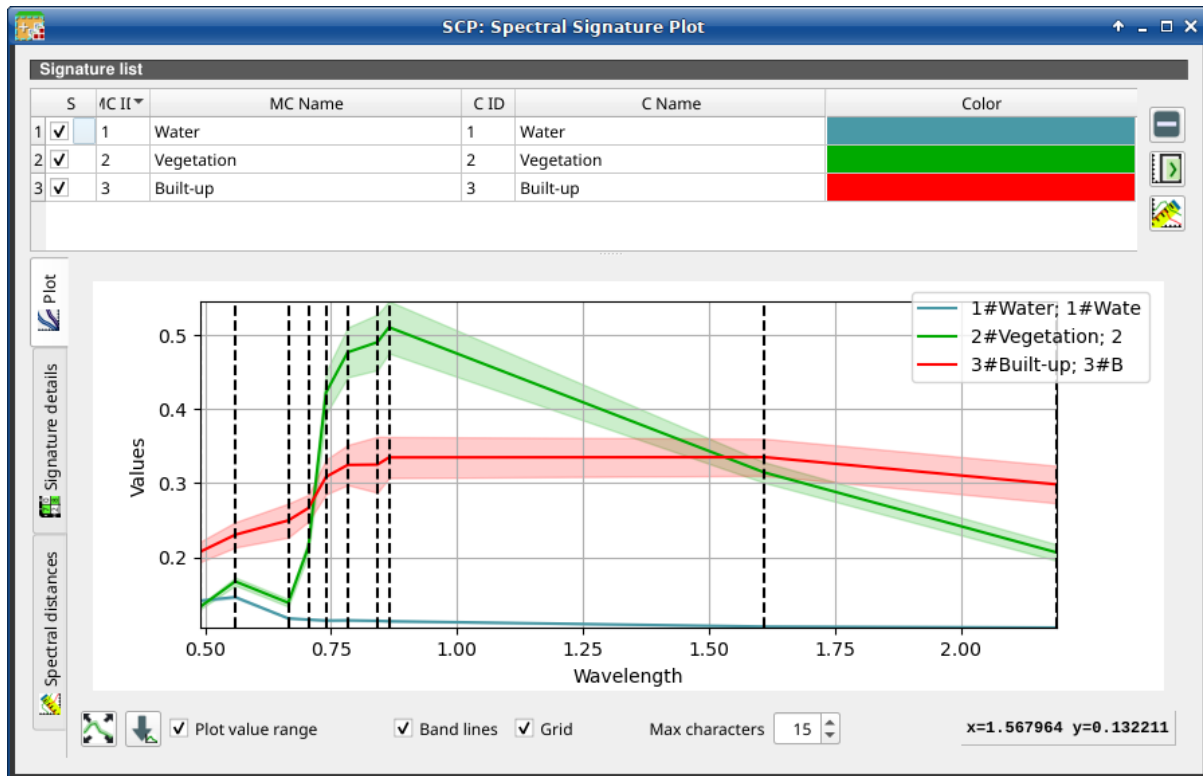 SCP: Spectral Signature Plot
Signature list
S MC II MC Name C ID C Name Color
1 1 Water 1 Water
2 2 Vegetation 2 Vegetation
3 3 Built-up 3 Built-up
Plot
Signature details
Spectral distances
1#Water; 1#Wate
2#Vegetation; 2
3#Built-up; 3#B
Values
0.5
0.4
0.3
0.2
0.50 0.75 1.00 1.25 1.50 1.75 2.00
Wavelength
Plot value range Band lines Grid Max characters 15 x=1.567964 y=0.132211